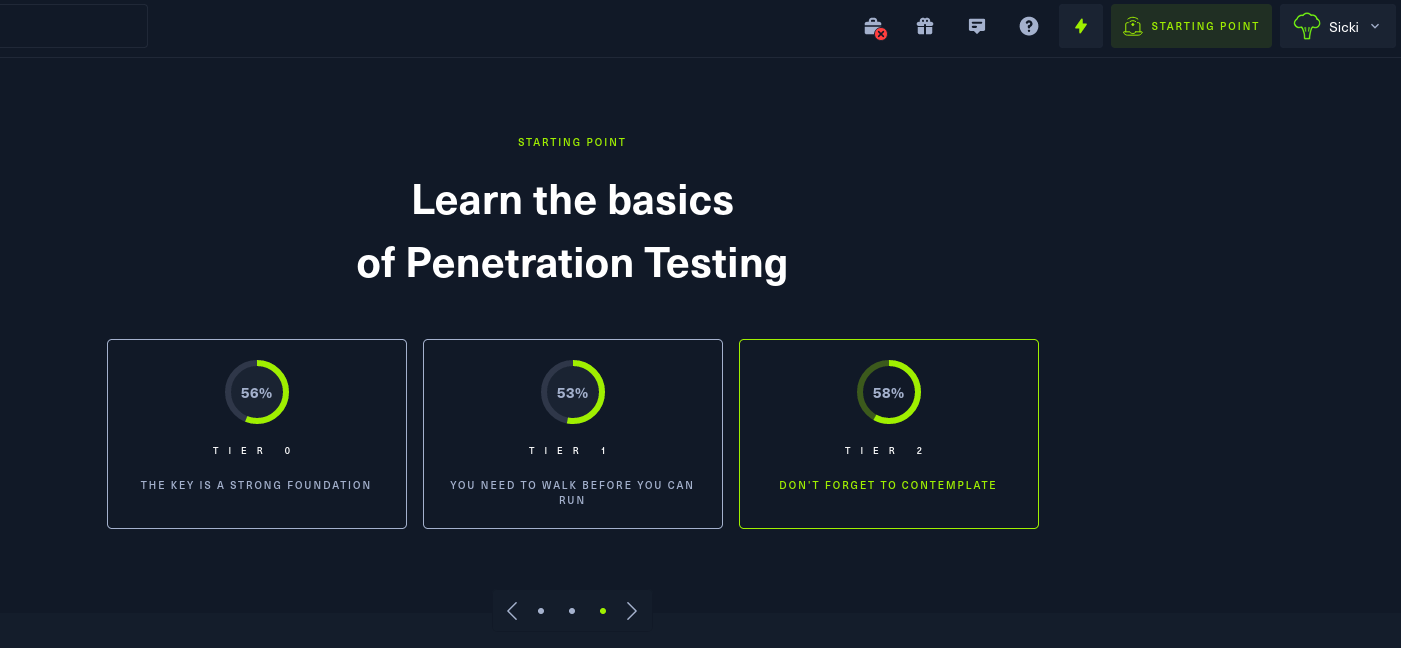 STARTING POINT
Sicki
STARTING POINT
Learn the basics
of Penetration Testing
56%
TIER 0
THE KEY IS A STRONG FOUNDATION
53%
TIER 1
YOU NEED TO WALK BEFORE YOU CAN
RUN
58%
TIER 2
DON'T FORGET TO CONTEMPLATE